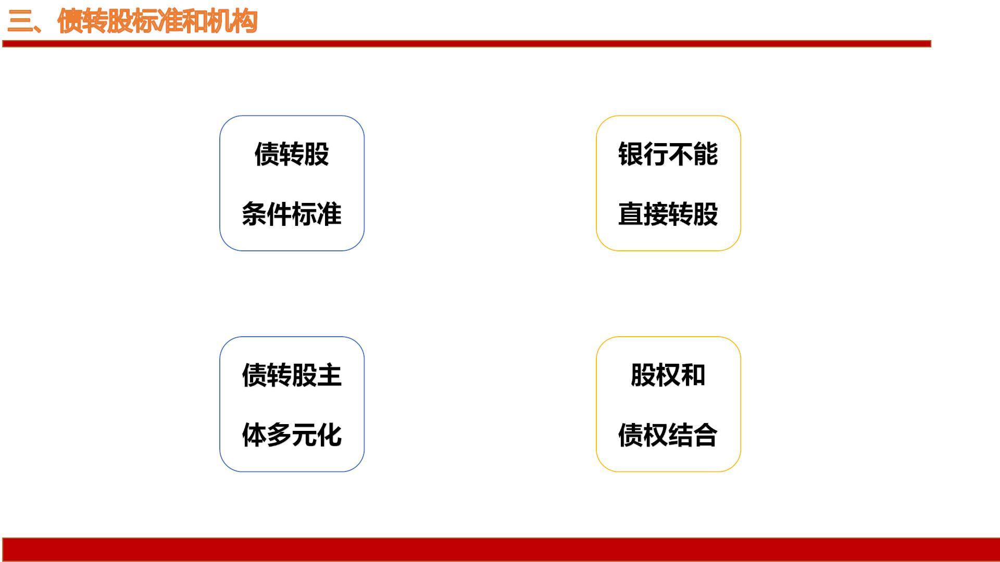 三、债转股标准和机构
债转股
条件标准
银行不能
直接转股
债转股主
体多元化
股权和
债权结合